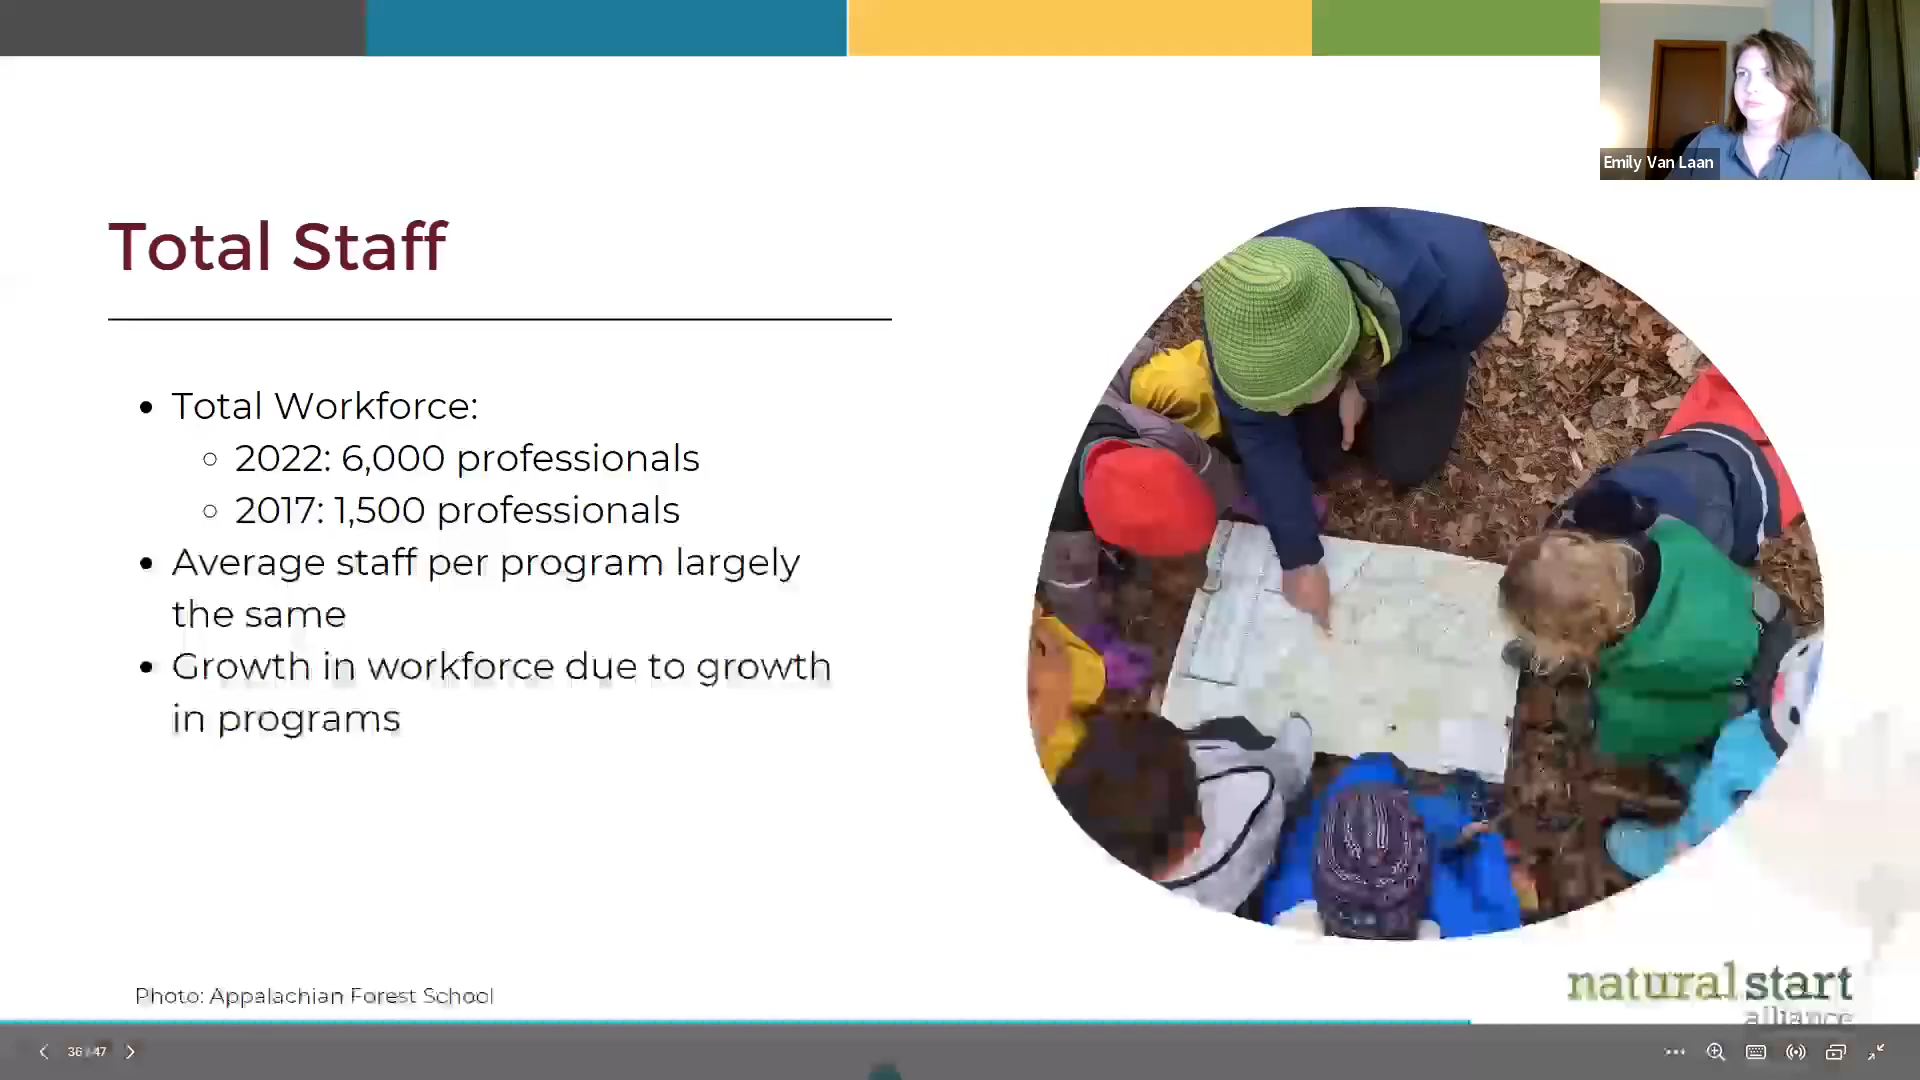 Emily Van Laan
Total Staff
Total Workforce:
2022: 6,000 professionals
2017: 1,500 professionals
Average staff per program largely
the same
Growth in workforce due to growth
in programs
Photo: Appalachian Forest School
natural start
alliance
36 / 47